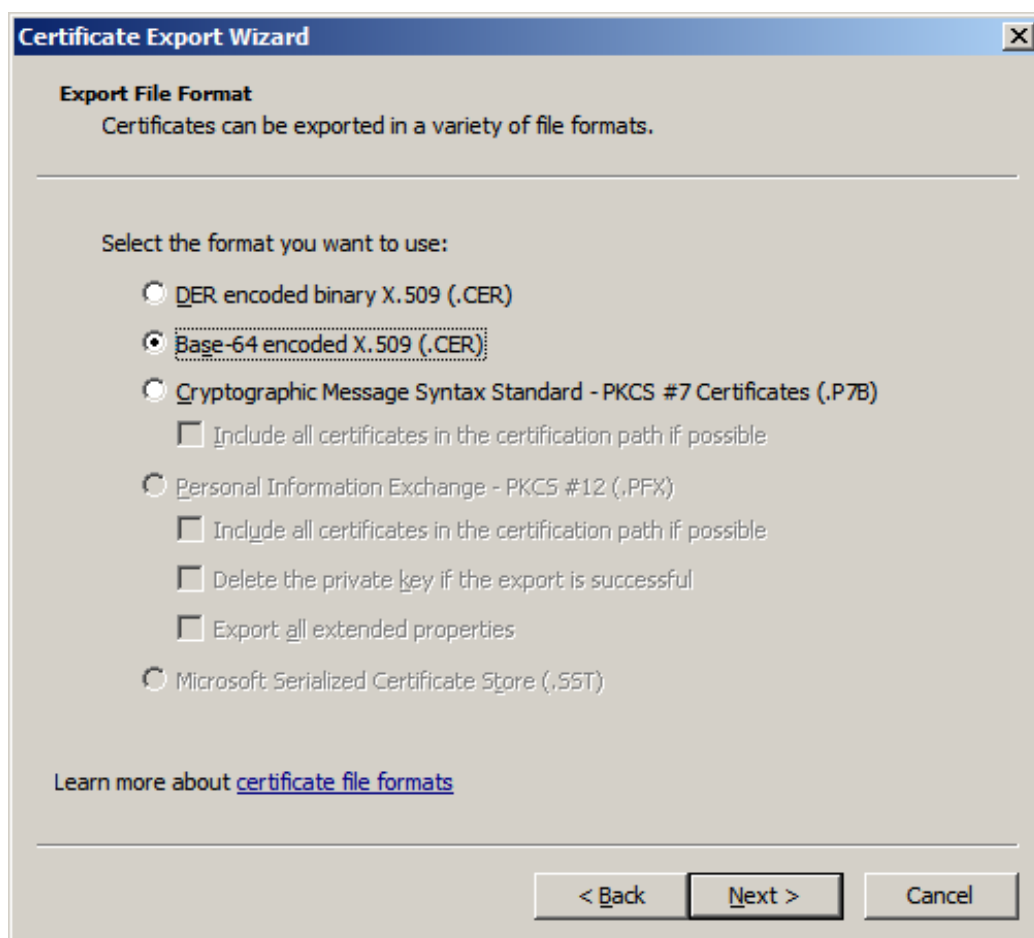 Certificate Export Wizard
Export File Format
Certificates can be exported in a variety of file formats.
Select the format you want to use:
DER encoded binary X.509 (.CER)
Base-64 encoded X.509 (.CER)
Cryptographic Message Syntax Standard - PKCS #7 Certificates (.P7B)
Include all certificates in the certification path if possible
Personal Information Exchange - PKCS #12 (.PFX)
Include all certificates in the certification path if possible
Delete the private key if the export is successful
Export all extended properties
Microsoft Serialized Certificate Store (.SST)
Learn more about certificate file formats
< Back Next > Cancel